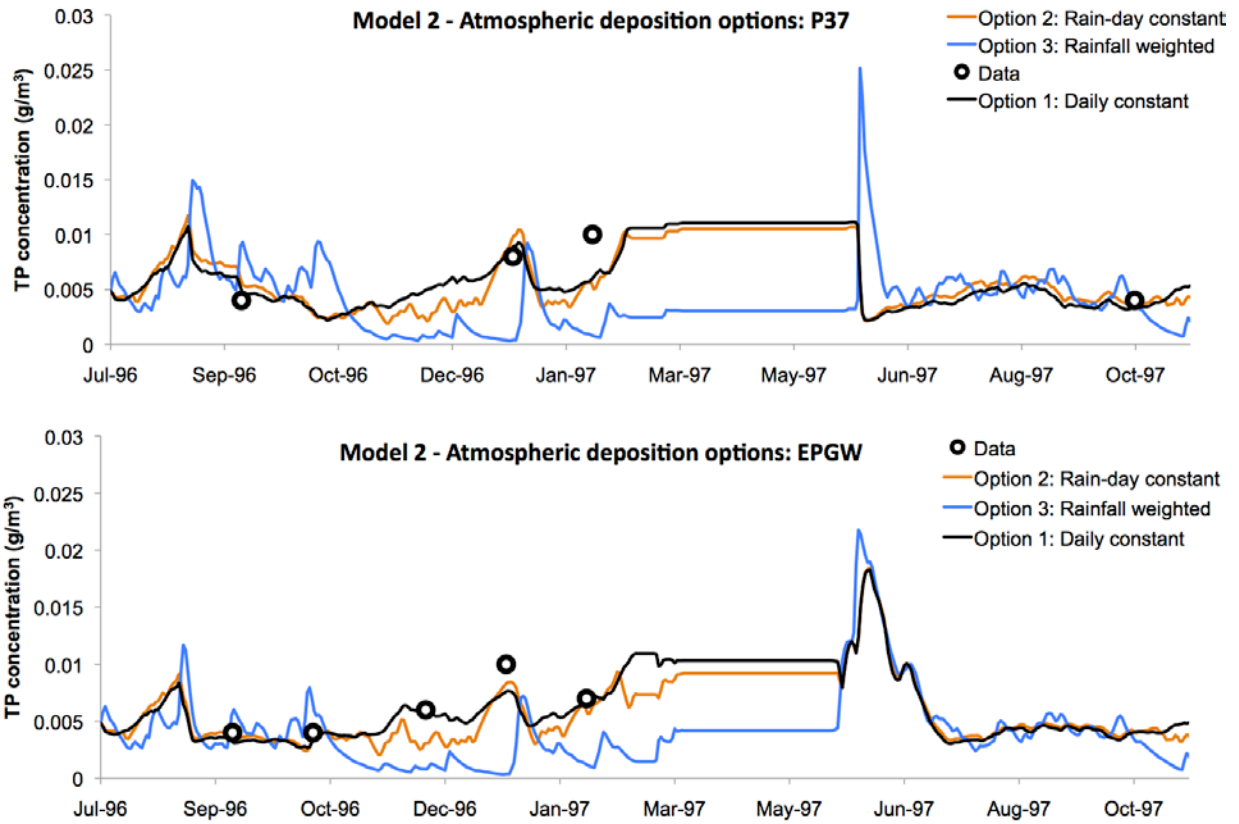 Model 2 - Atmospheric deposition options: P37
Option 2: Rain-day constant
Option 3: Rainfall weighted
Data
Option 1: Daily constant
TP concentration (g/m³)
0.03
0.025
0.02
0.015
0.01
0.005
0
Jul-96 Sep-96 Oct-96 Dec-96 Jan-97 Mar-97 May-97 Jun-97 Aug-97 Oct-97
Model 2 - Atmospheric deposition options: EPGW
Data
Option 2: Rain-day constant
Option 3: Rainfall weighted
Option 1: Daily constant
TP concentration (g/m³)
0.03
0.025
0.02
0.015
0.01
0.005
0
Jul-96 Sep-96 Oct-96 Dec-96 Jan-97 Mar-97 May-97 Jun-97 Aug-97 Oct-97